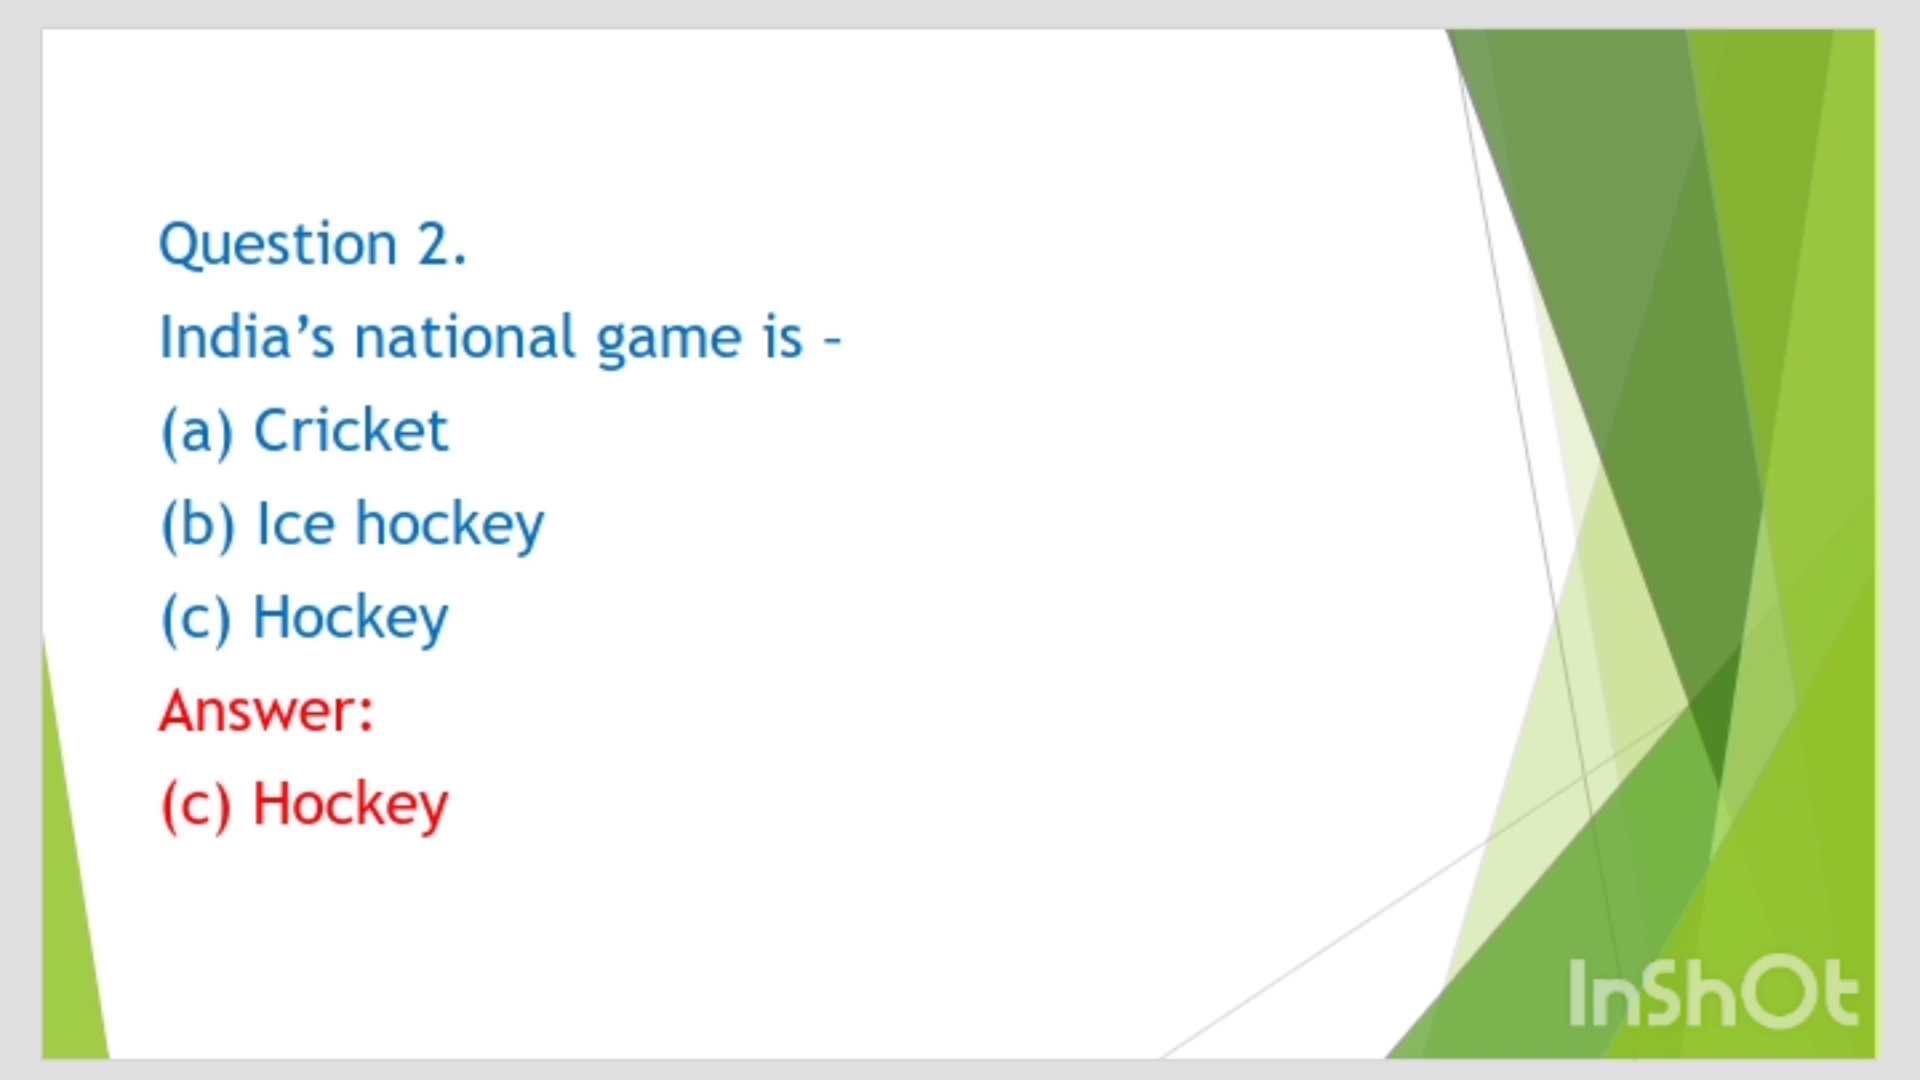 Question 2.
India’s national game is –
(a) Cricket
(b) Ice hockey
(c) Hockey
Answer:
(c) Hockey
InShOt